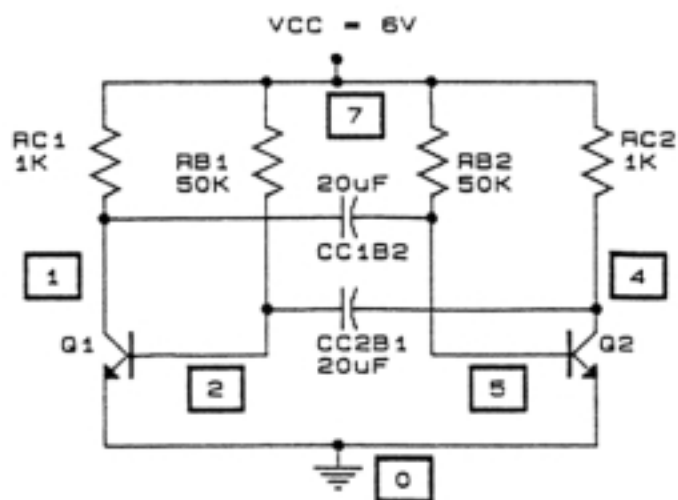 VCC = 6V
7
RC1
1K
RB1
50K
20uF
CC1B2
RB2
50K
RC2
1K
1
4
Q1
CC2B1
20uF
Q2
2
5
0